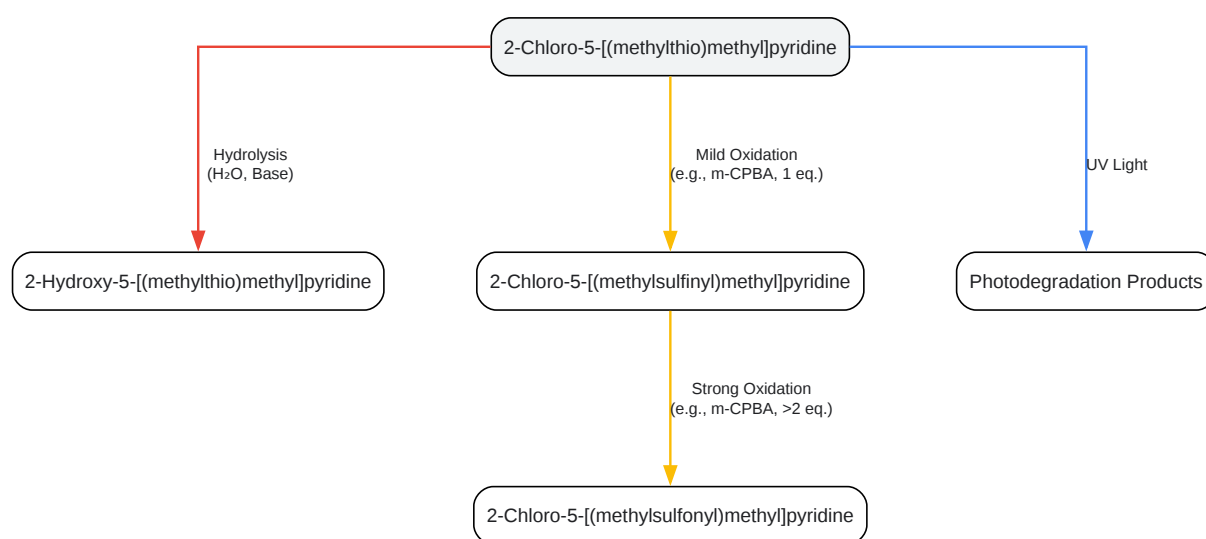 2-Chloro-5-[(methylthio)methyl]pyridine
Hydrolysis
(H₂O, Base)
Mild Oxidation
(e.g., m-CPBA, 1 eq.)
UV Light
2-Hydroxy-5-[(methylthio)methyl]pyridine
2-Chloro-5-[(methylsulfinyl)methyl]pyridine
Photodegradation Products
Strong Oxidation
(e.g., m-CPBA, >2 eq.)
2-Chloro-5-[(methylsulfonyl)methyl]pyridine